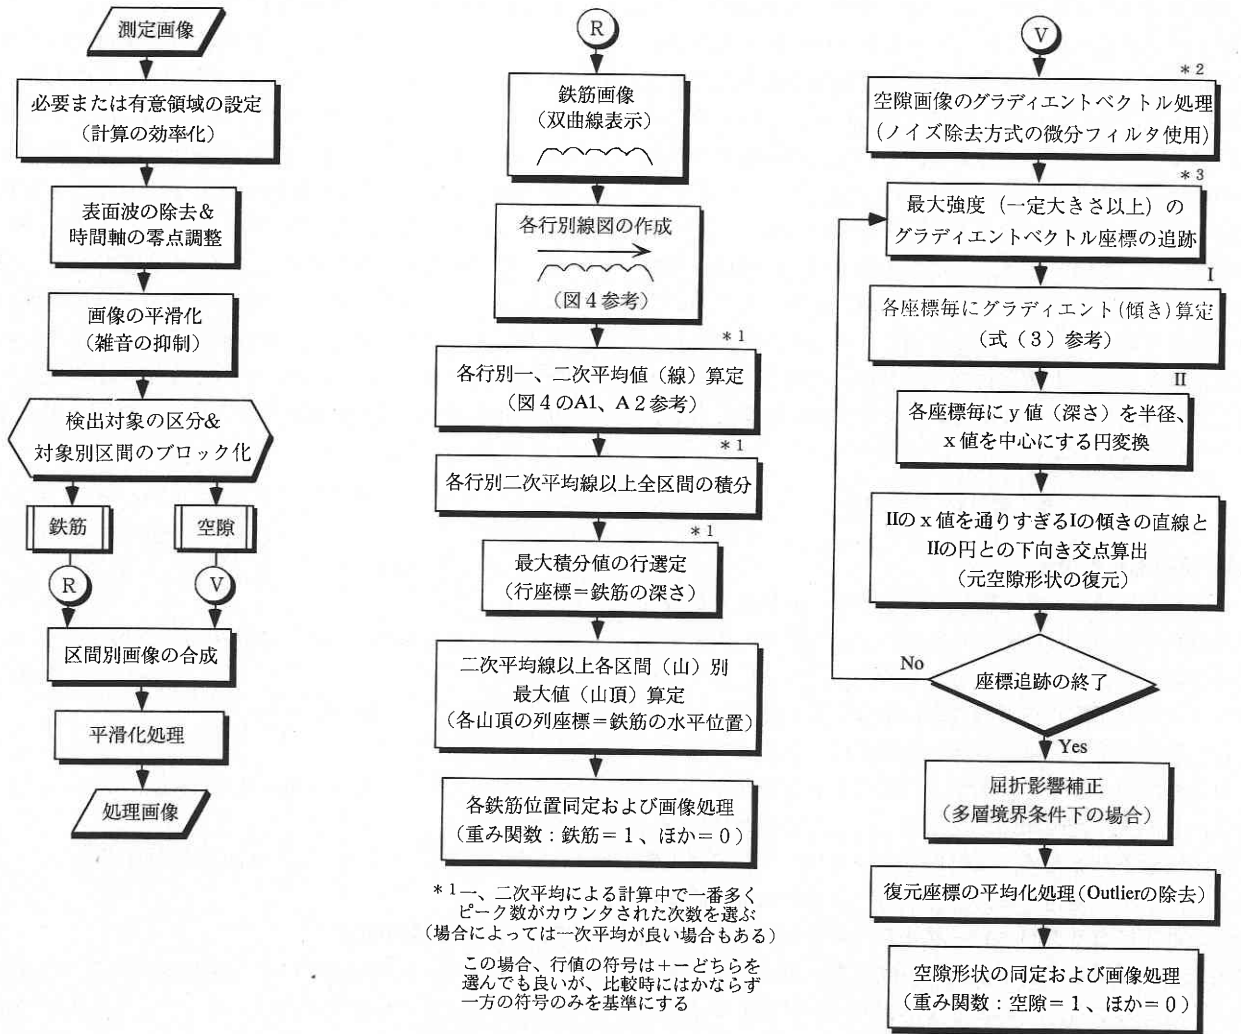 測定画像
必要または有意領域の設定
(計算の効率化)
表面波の除去&
時間軸の零点調整
画像の平滑化
(雑音の抑制)
検出対象の区分&
対象別区間のブロック化
鉄筋
空隙
R
V
区間別画像の合成
平滑化処理
処理画像
R
鉄筋画像
(双曲線表示)
各行別線図の作成
(図4参考)
*1
各行別一、二次平均値(線)算定
(図4のA1、A2参考)
*1
各行別二次平均線以上全区間の積分
*1
最大積分値の行選定
(行座標=鉄筋の深さ)
二次平均線以上各区間(山)別
最大値(山頂)算定
(各山頂の列座標=鉄筋の水平位置)
各鉄筋位置同定および画像処理
(重み関数:鉄筋=1、ほか=0)
*1一、二次平均による計算中で一番多く
ピーク数がカウンタされた次数を選ぶ
(場合によっては一次平均が良い場合もある)
この場合、行値の符号は+-どちらを
選んでも良いが、比較時にはかならず
一方の符号のみを基準にする
V
*2
空隙画像のグラディエントベクトル処理
(ノイズ除去方式の微分フィルタ使用)
*3
最大強度(一定大きさ以上)の
グラディエントベクトル座標の追跡
I
各座標毎にグラディエント(傾き)算定
(式(3)参考)
II
各座標毎にy値(深さ)を半径、
x値を中心にする円変換
IIのx値を通りすぎるIの傾きの直線と
IIの円との下向き交点算出
(元空隙形状の復元)
No
座標追跡の終了
Yes
屈折影響補正
(多層境界条件下の場合)
復元座標の平均化処理(Outlierの除去)
空隙形状の同定および画像処理
(重み関数:空隙=1、ほか=0)